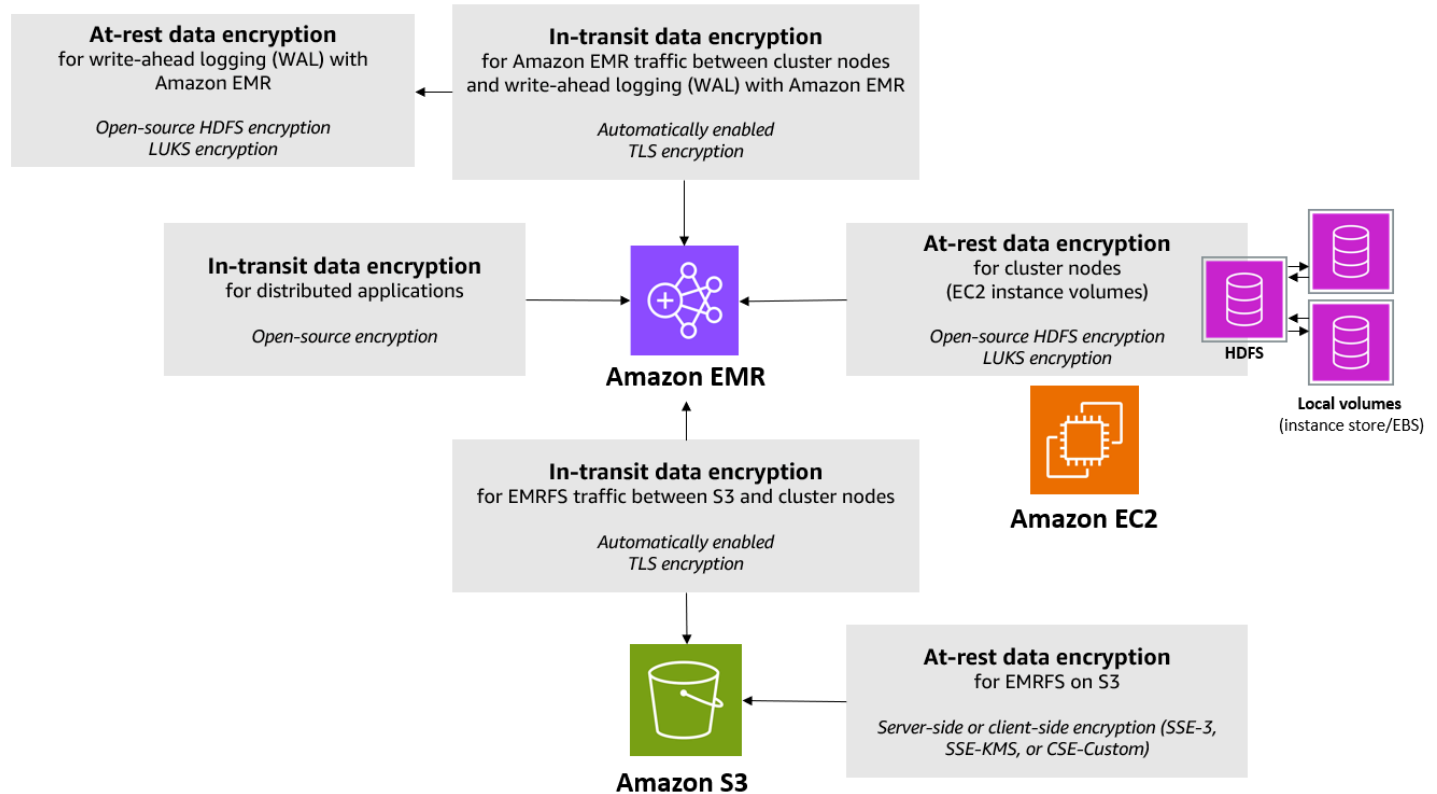 At-rest data encryption
for write-ahead logging (WAL) with
Amazon EMR
Open-source HDFS encryption
LUKS encryption
In-transit data encryption
for Amazon EMR traffic between cluster nodes
and write-ahead logging (WAL) with Amazon EMR
Automatically enabled
TLS encryption
In-transit data encryption
for distributed applications
Open-source encryption
Amazon EMR
At-rest data encryption
for cluster nodes
(EC2 instance volumes)
Open-source HDFS encryption
LUKS encryption
HDFS
Local volumes
(instance store/EBS)
Amazon EC2
In-transit data encryption
for EMRFS traffic between S3 and cluster nodes
Automatically enabled
TLS encryption
Amazon S3
At-rest data encryption
for EMRFS on S3
Server-side or client-side encryption (SSE-3,
SSE-KMS, or CSE-Custom)